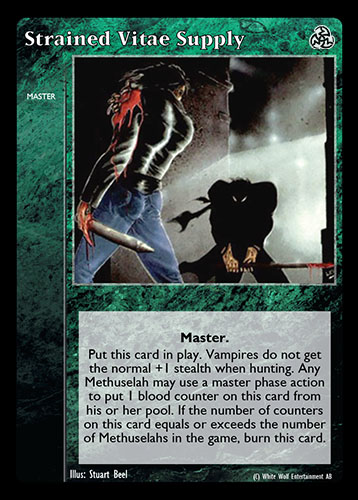 Strained Vitae Supply
MASTER
Master.
Put this card in play. Vampires do not get
the normal +1 stealth when hunting. Any
Methuselah may use a master phase action
to put 1 blood counter on this card from
his or her pool. If the number of counters
on this card equals or exceeds the number
of Methuselahs in the game, burn this card.
Illus: Stuart Beel
(C) White Wolf Entertainment AB